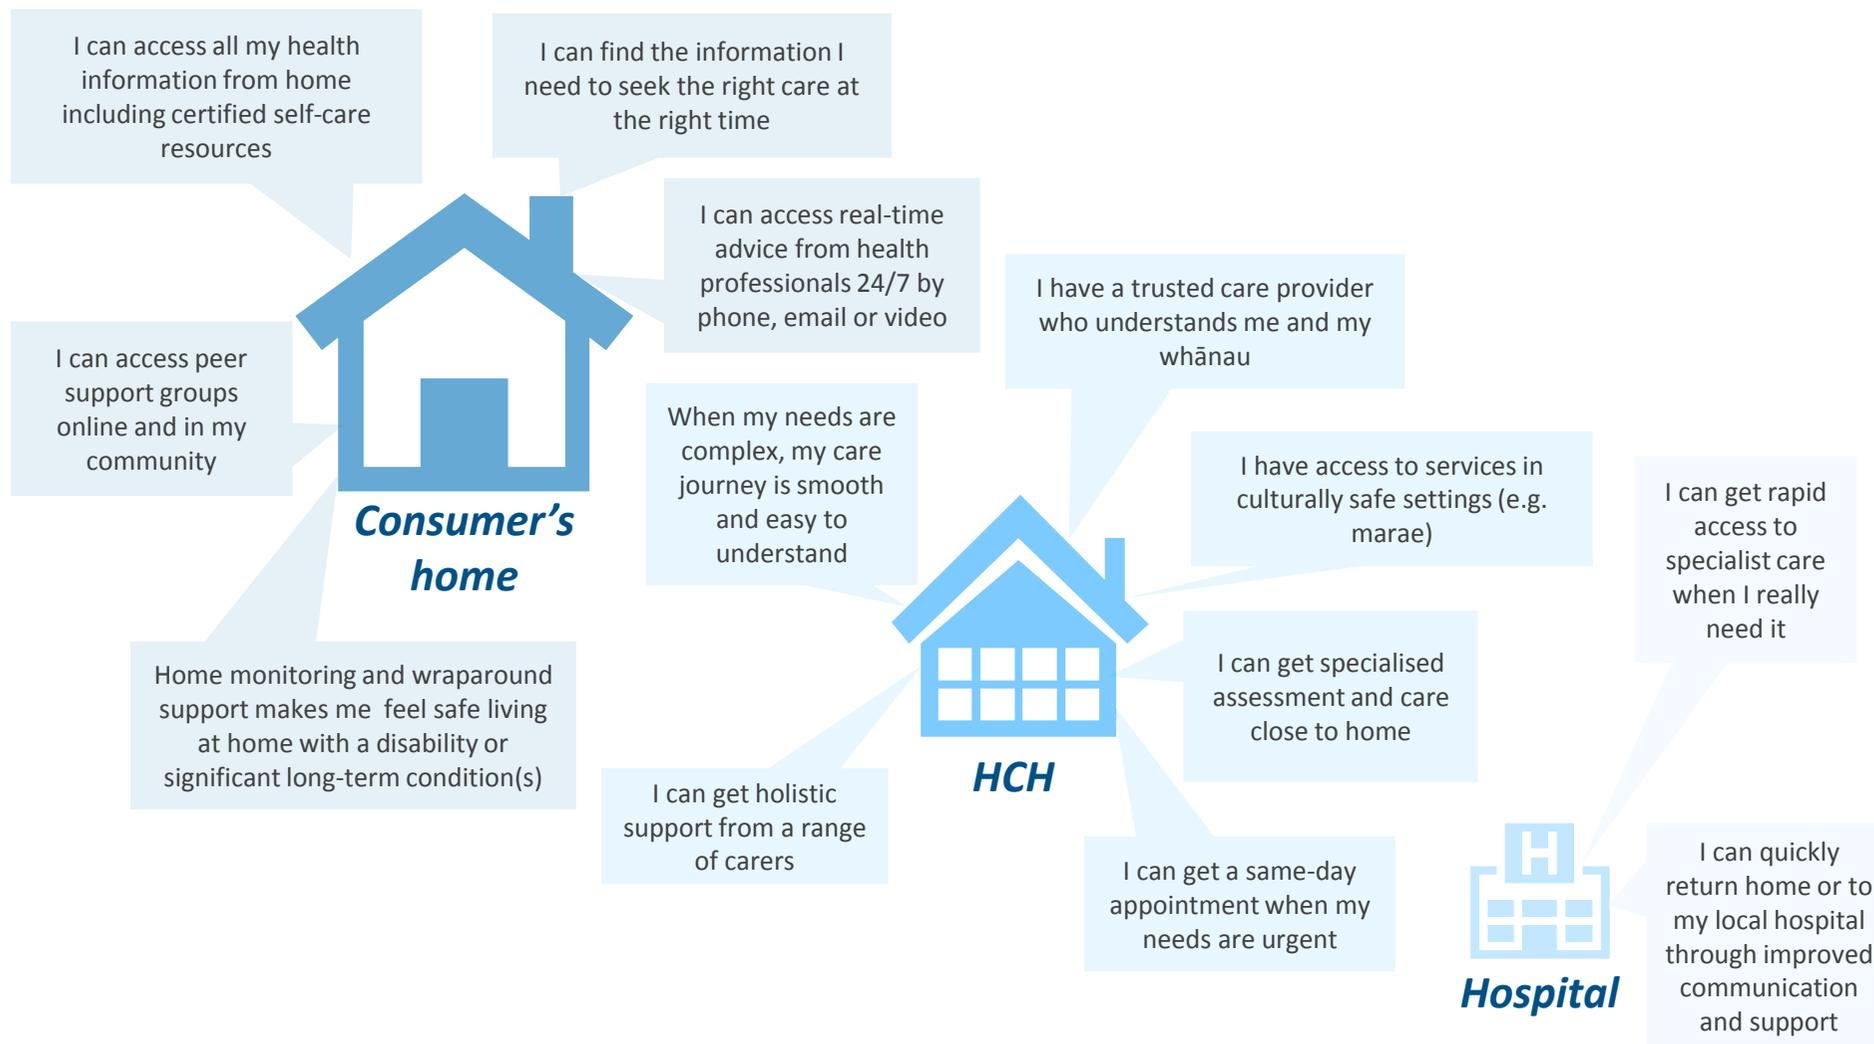 I can access all my health
information from home
including certified self-care
resources
I can find the information I
need to seek the right care at
the right time
I can access real-time
advice from health
professionals 24/7 by
phone, email or video
I can access peer
support groups
online and in my
community
Consumer’s
home
Home monitoring and wraparound
support makes me  feel safe living
at home with a disability or
significant long-term condition(s)
I have a trusted care provider
who understands me and my
whānau
When my needs are
complex, my care
journey is smooth
and easy to
understand
I have access to services in
culturally safe settings (e.g.
marae)
I can get specialised
assessment and care
close to home
HCH
I can get holistic
support from a range
of carers
I can get a same-day
appointment when my
needs are urgent
I can get rapid
access to
specialist care
when I really
need it
H
Hospital
I can quickly
return home or to
my local hospital
through improved
communication
and support